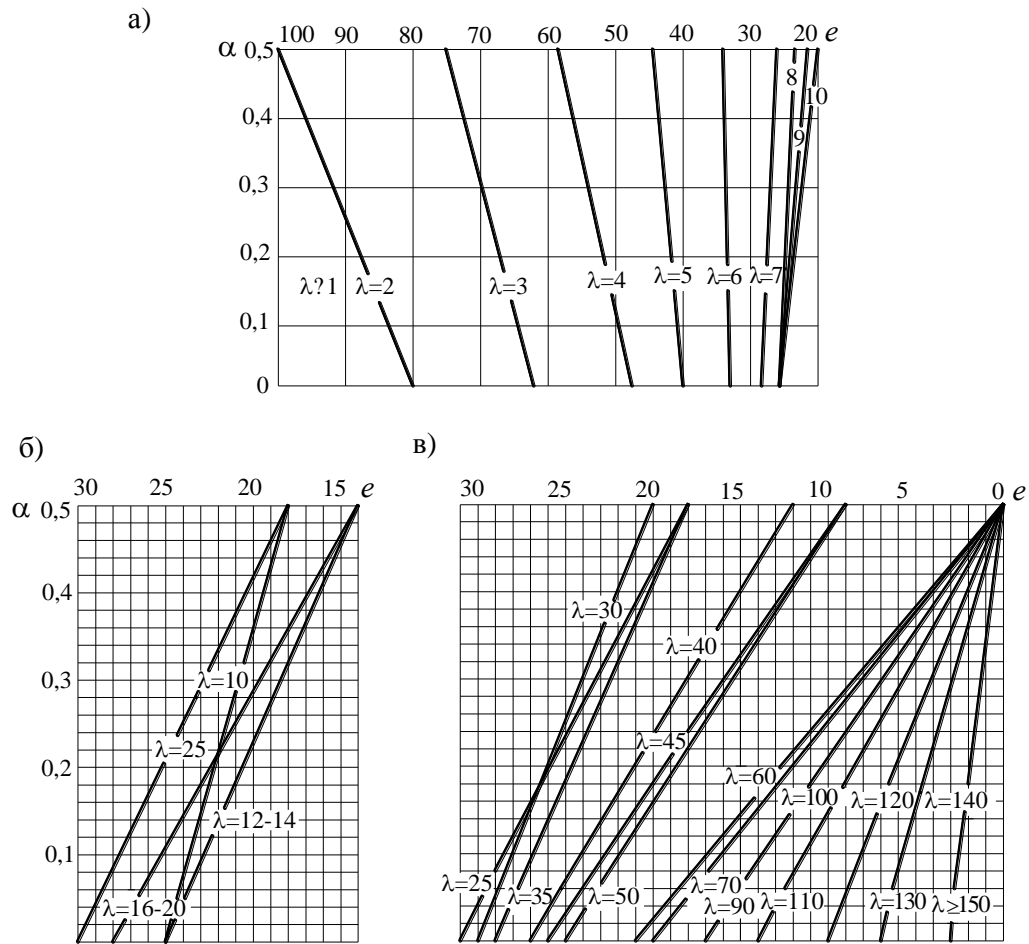 а)
α 0,5 100 90 80 70 60 50 40 30 20 e
8
10
0,4
9
0,3
0,2
λ?1 λ=2 λ=3 λ=4 λ=5 λ=6 λ=7
0,1
0
б)
α 0,5 30 25 20 15 e
0,4
0,3
λ=10
λ=25
0,2
λ=12-14
0,1
λ=16-20
в)
30 25 20 15 10 5 0 e
λ=30
λ=40
λ=45
λ=60
λ=100 λ=120 λ=140
λ=25 λ=35 λ=50 λ=70
λ=90 λ=110 λ=130 λ≥150